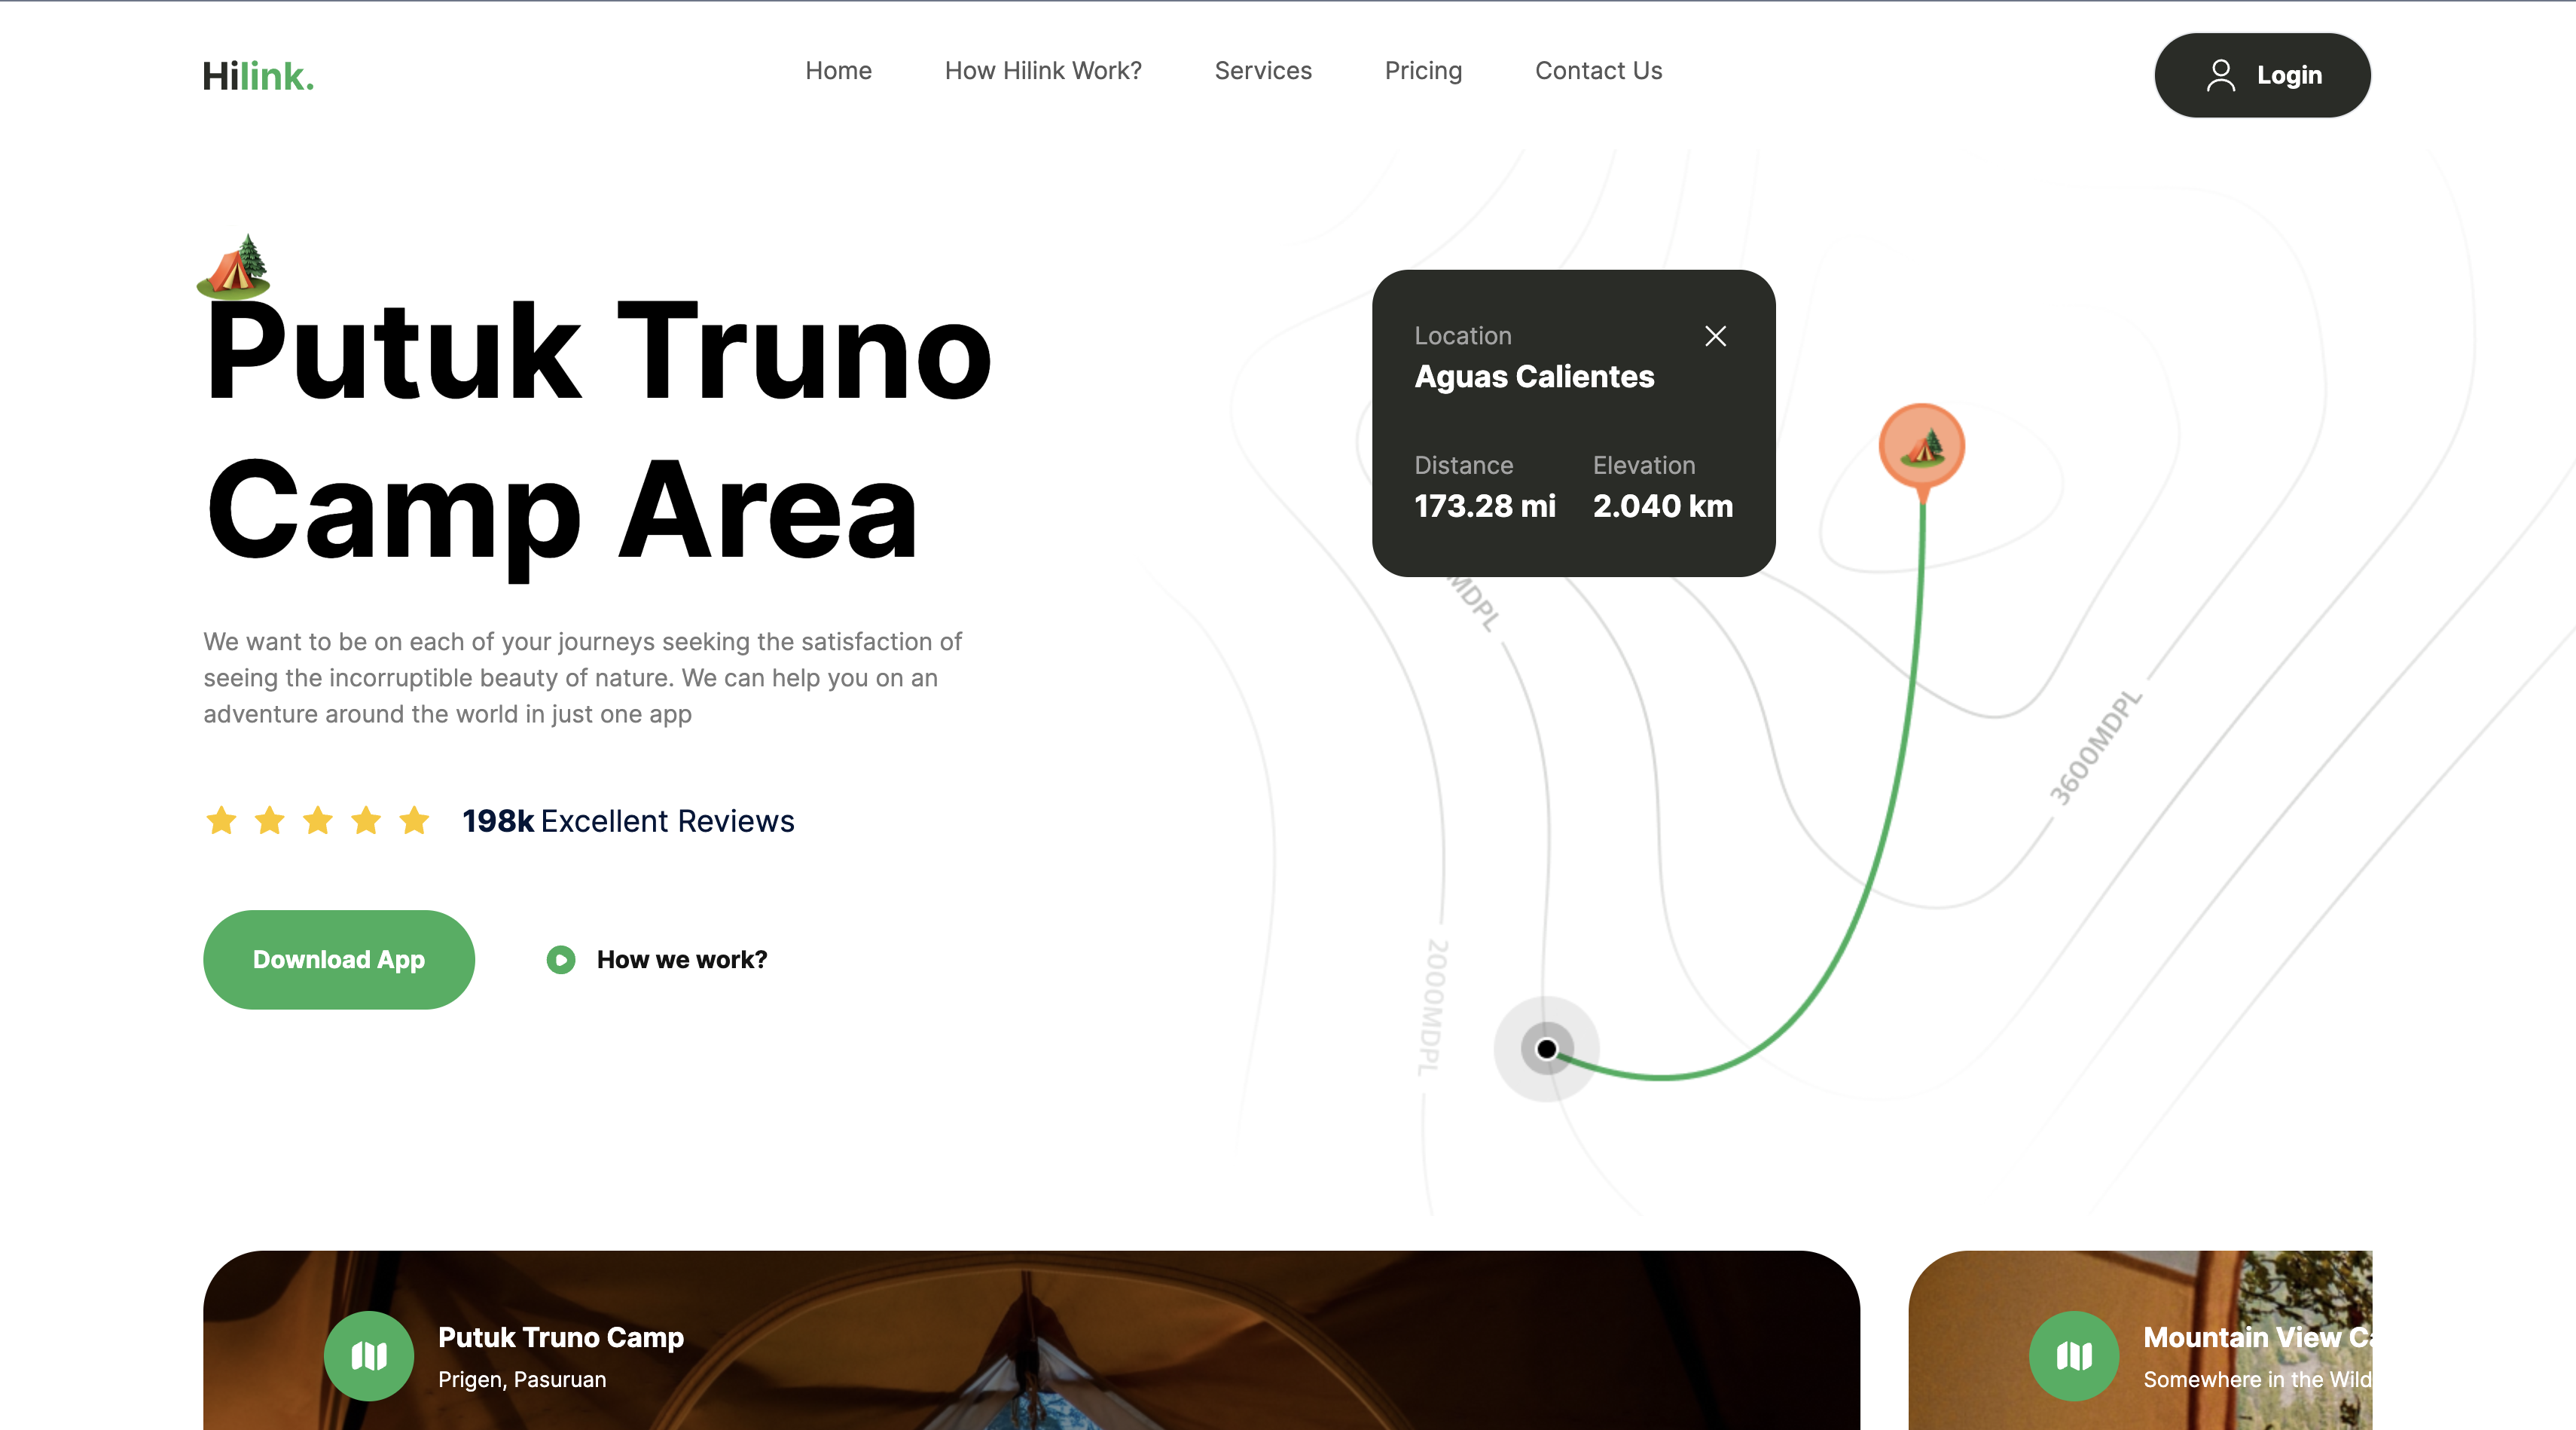 Hilink.
Home
How Hilink Work?
Services
Pricing
Contact Us
Login
Putuk Truno
Camp Area
We want to be on each of your journeys seeking the satisfaction of
seeing the incorruptible beauty of nature. We can help you on an
adventure around the world in just one app
198k Excellent Reviews
Download App
How we work?
Location
Aguas Calientes
Distance
Elevation
173.28 mi
2.040 km
MDPL
3600MDPL
2000MDPL
Putuk Truno Camp
Prigen, Pasuruan
Mountain View
Somewhere in the Wild